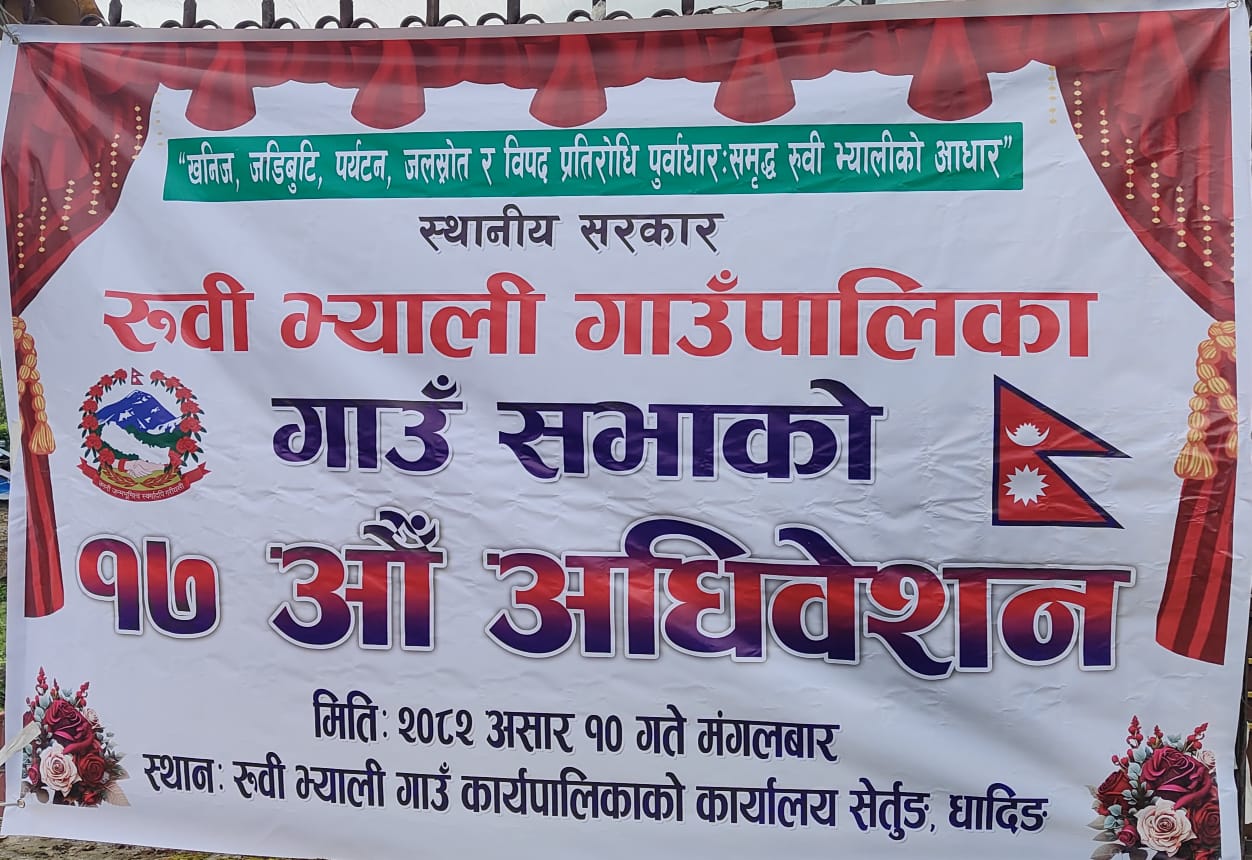 "खनिज, जडिबुटि, पर्यटन, जलस्रोत र विपद प्रतिरोधि पुर्वाधारःसमृद्ध रुवी भ्यालीको आधार"
स्थानीय सरकार
रूवी भ्याली गाउँपालिका
गाउँ सभाको
१७ औँ अधिवेशन
मितिः २०८२ असार १० गते मंगलबार
स्थानः रूवी भ्याली गाउँ कार्यपालिकाको कार्यालय सेर्तुङ, धादिङ